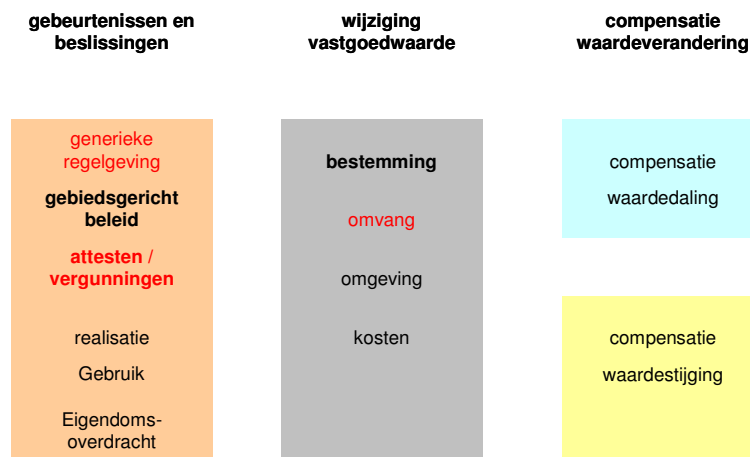 gebeurtenissen en
beslissingen
wijziging
vastgoedwaarde
compensatie
waardeverandering
generieke
regelgeving
gebiedsgericht
beleid
attesten /
vergunningen
realisatie
Gebruik
Eigendoms-
overdracht
bestemming
omvang
omgeving
kosten
compensatie
waardedaling
compensatie
waardestijging